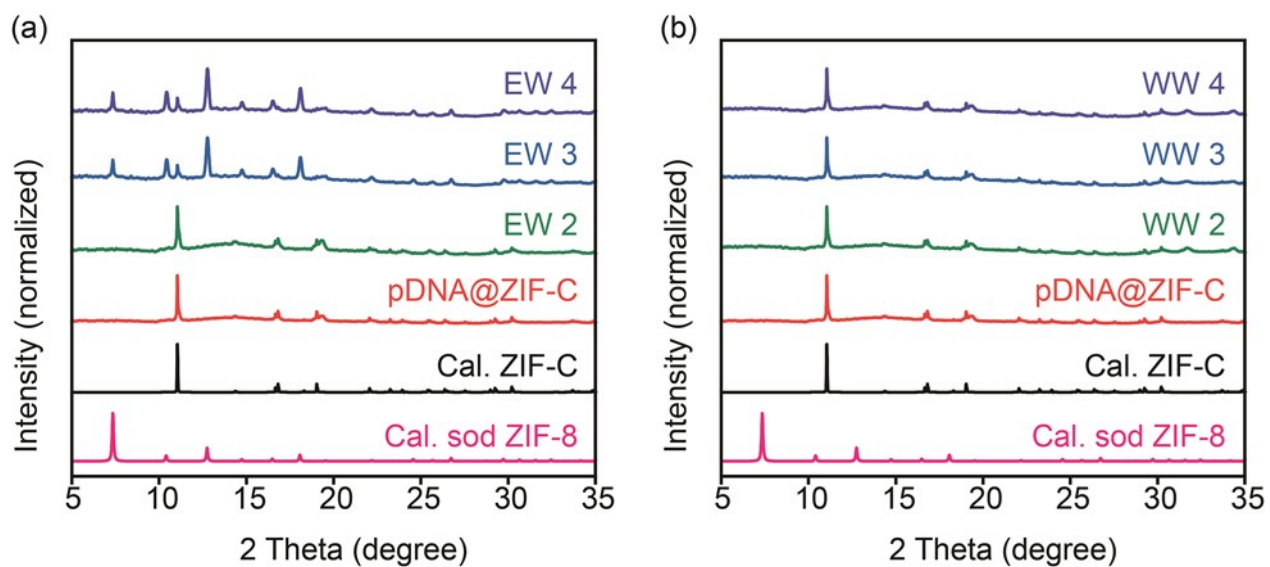 (a)
EW 4
EW 3
EW 2
pDNA@ZIF-C
Cal. ZIF-C
Cal. sod ZIF-8
Intensity (normalized)
5 10 15 20 25 30 35
2 Theta (degree)
(b)
WW 4
WW 3
WW 2
pDNA@ZIF-C
Cal. ZIF-C
Cal. sod ZIF-8
Intensity (normalized)
5 10 15 20 25 30 35
2 Theta (degree)